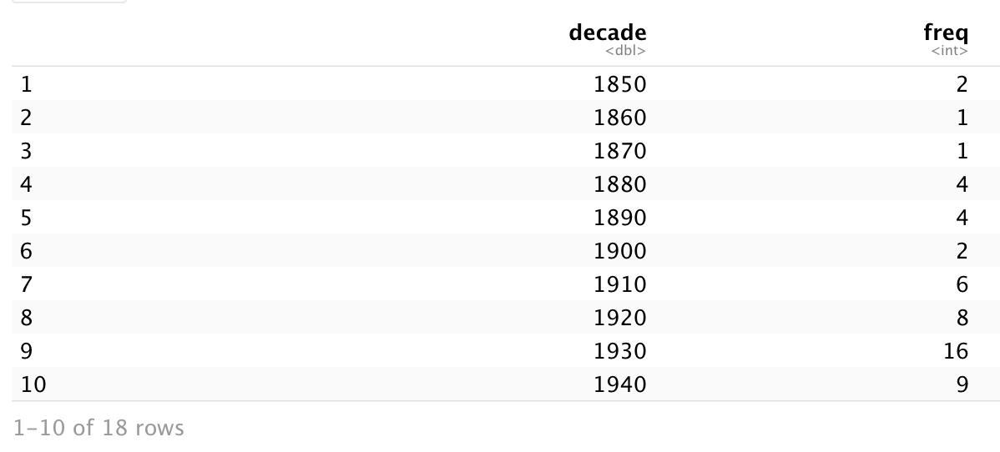 decade freq
<dbl> <int>
1 1850 2
2 1860 1
3 1870 1
4 1880 4
5 1890 4
6 1900 2
7 1910 6
8 1920 8
9 1930 16
10 1940 9
1-10 of 18 rows